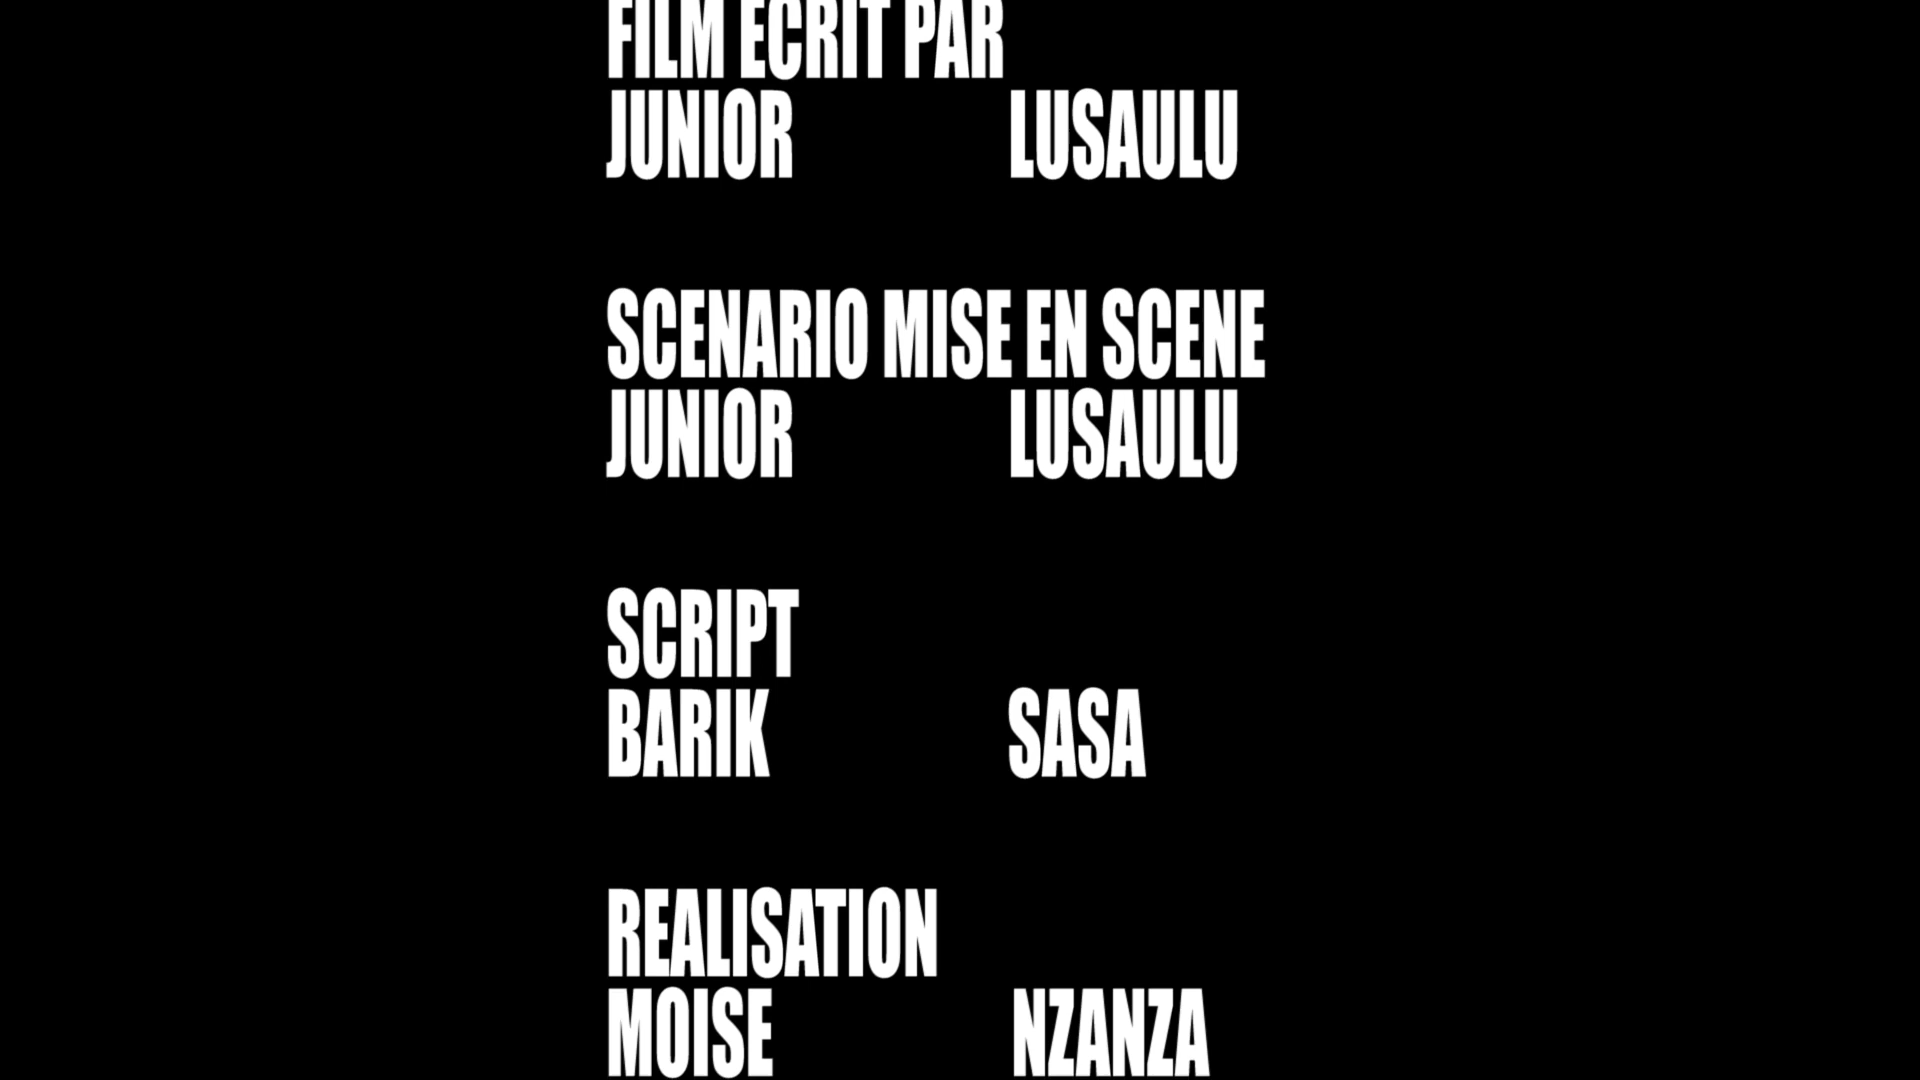 FILM ECRIT PAR
JUNIOR LUSAULU
SCENARIO MISE EN SCENE
JUNIOR LUSAULU
SCRIPT
BARIK SASA
REALISATION
MOISE NZANZA